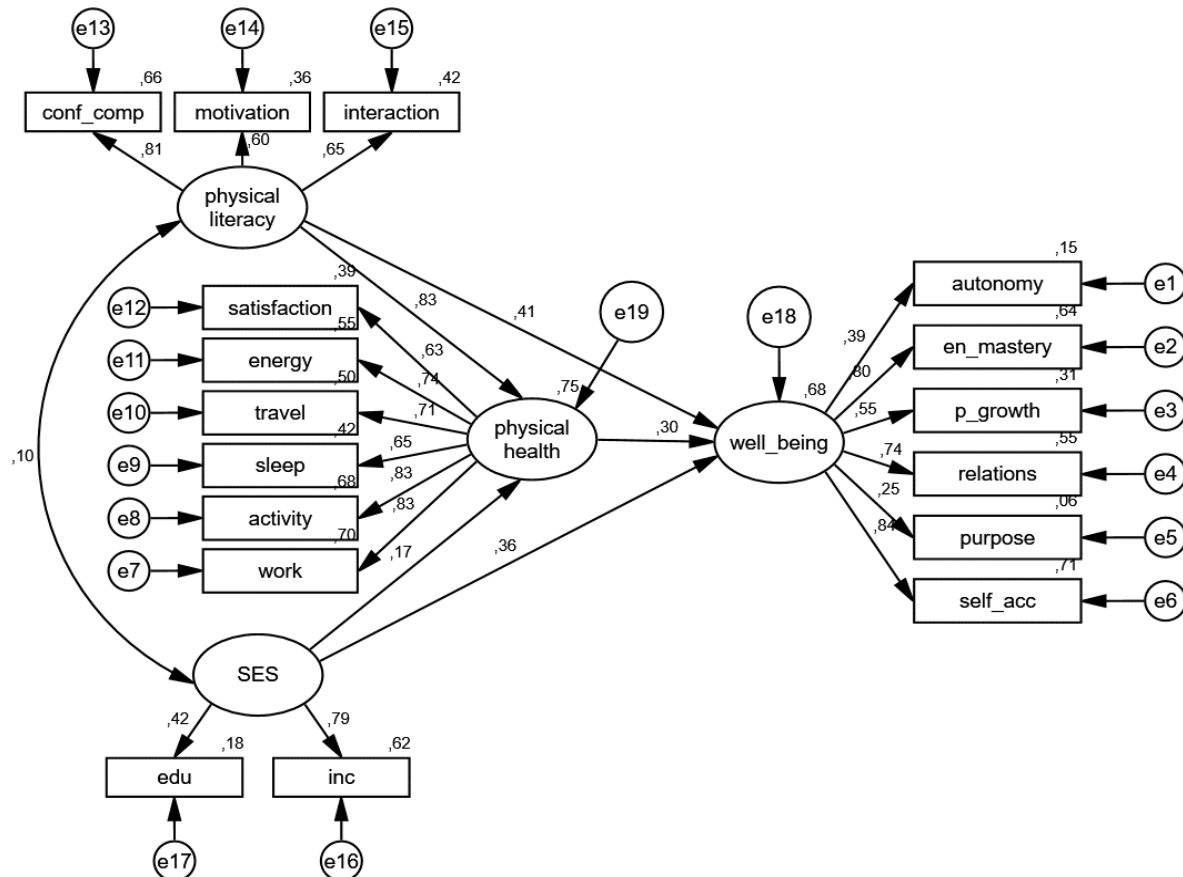 e13 e14 e15
,66 ,36 ,42
conf_comp motivation interaction
,81 ,60 ,65
physical
literacy
,39 ,15
e12 satisfaction ,83 ,41 e19 e18 autonomy e1
,55 ,63 ,39 ,64
e11 energy en_mastery e2
,50 ,74 ,75 ,68 ,80 ,31
e10 travel ,71 p_growth e3
,42 physical
health ,30 well_being ,55 ,55
,10 e9 sleep ,65 ,74 relations e4
,68 ,83 ,25 ,06
e8 activity ,83 purpose e5
,70 ,17 ,36 ,84 ,71
e7 work self_acc e6
SES
,42 ,79
,18 ,62
edu inc
e17 e16